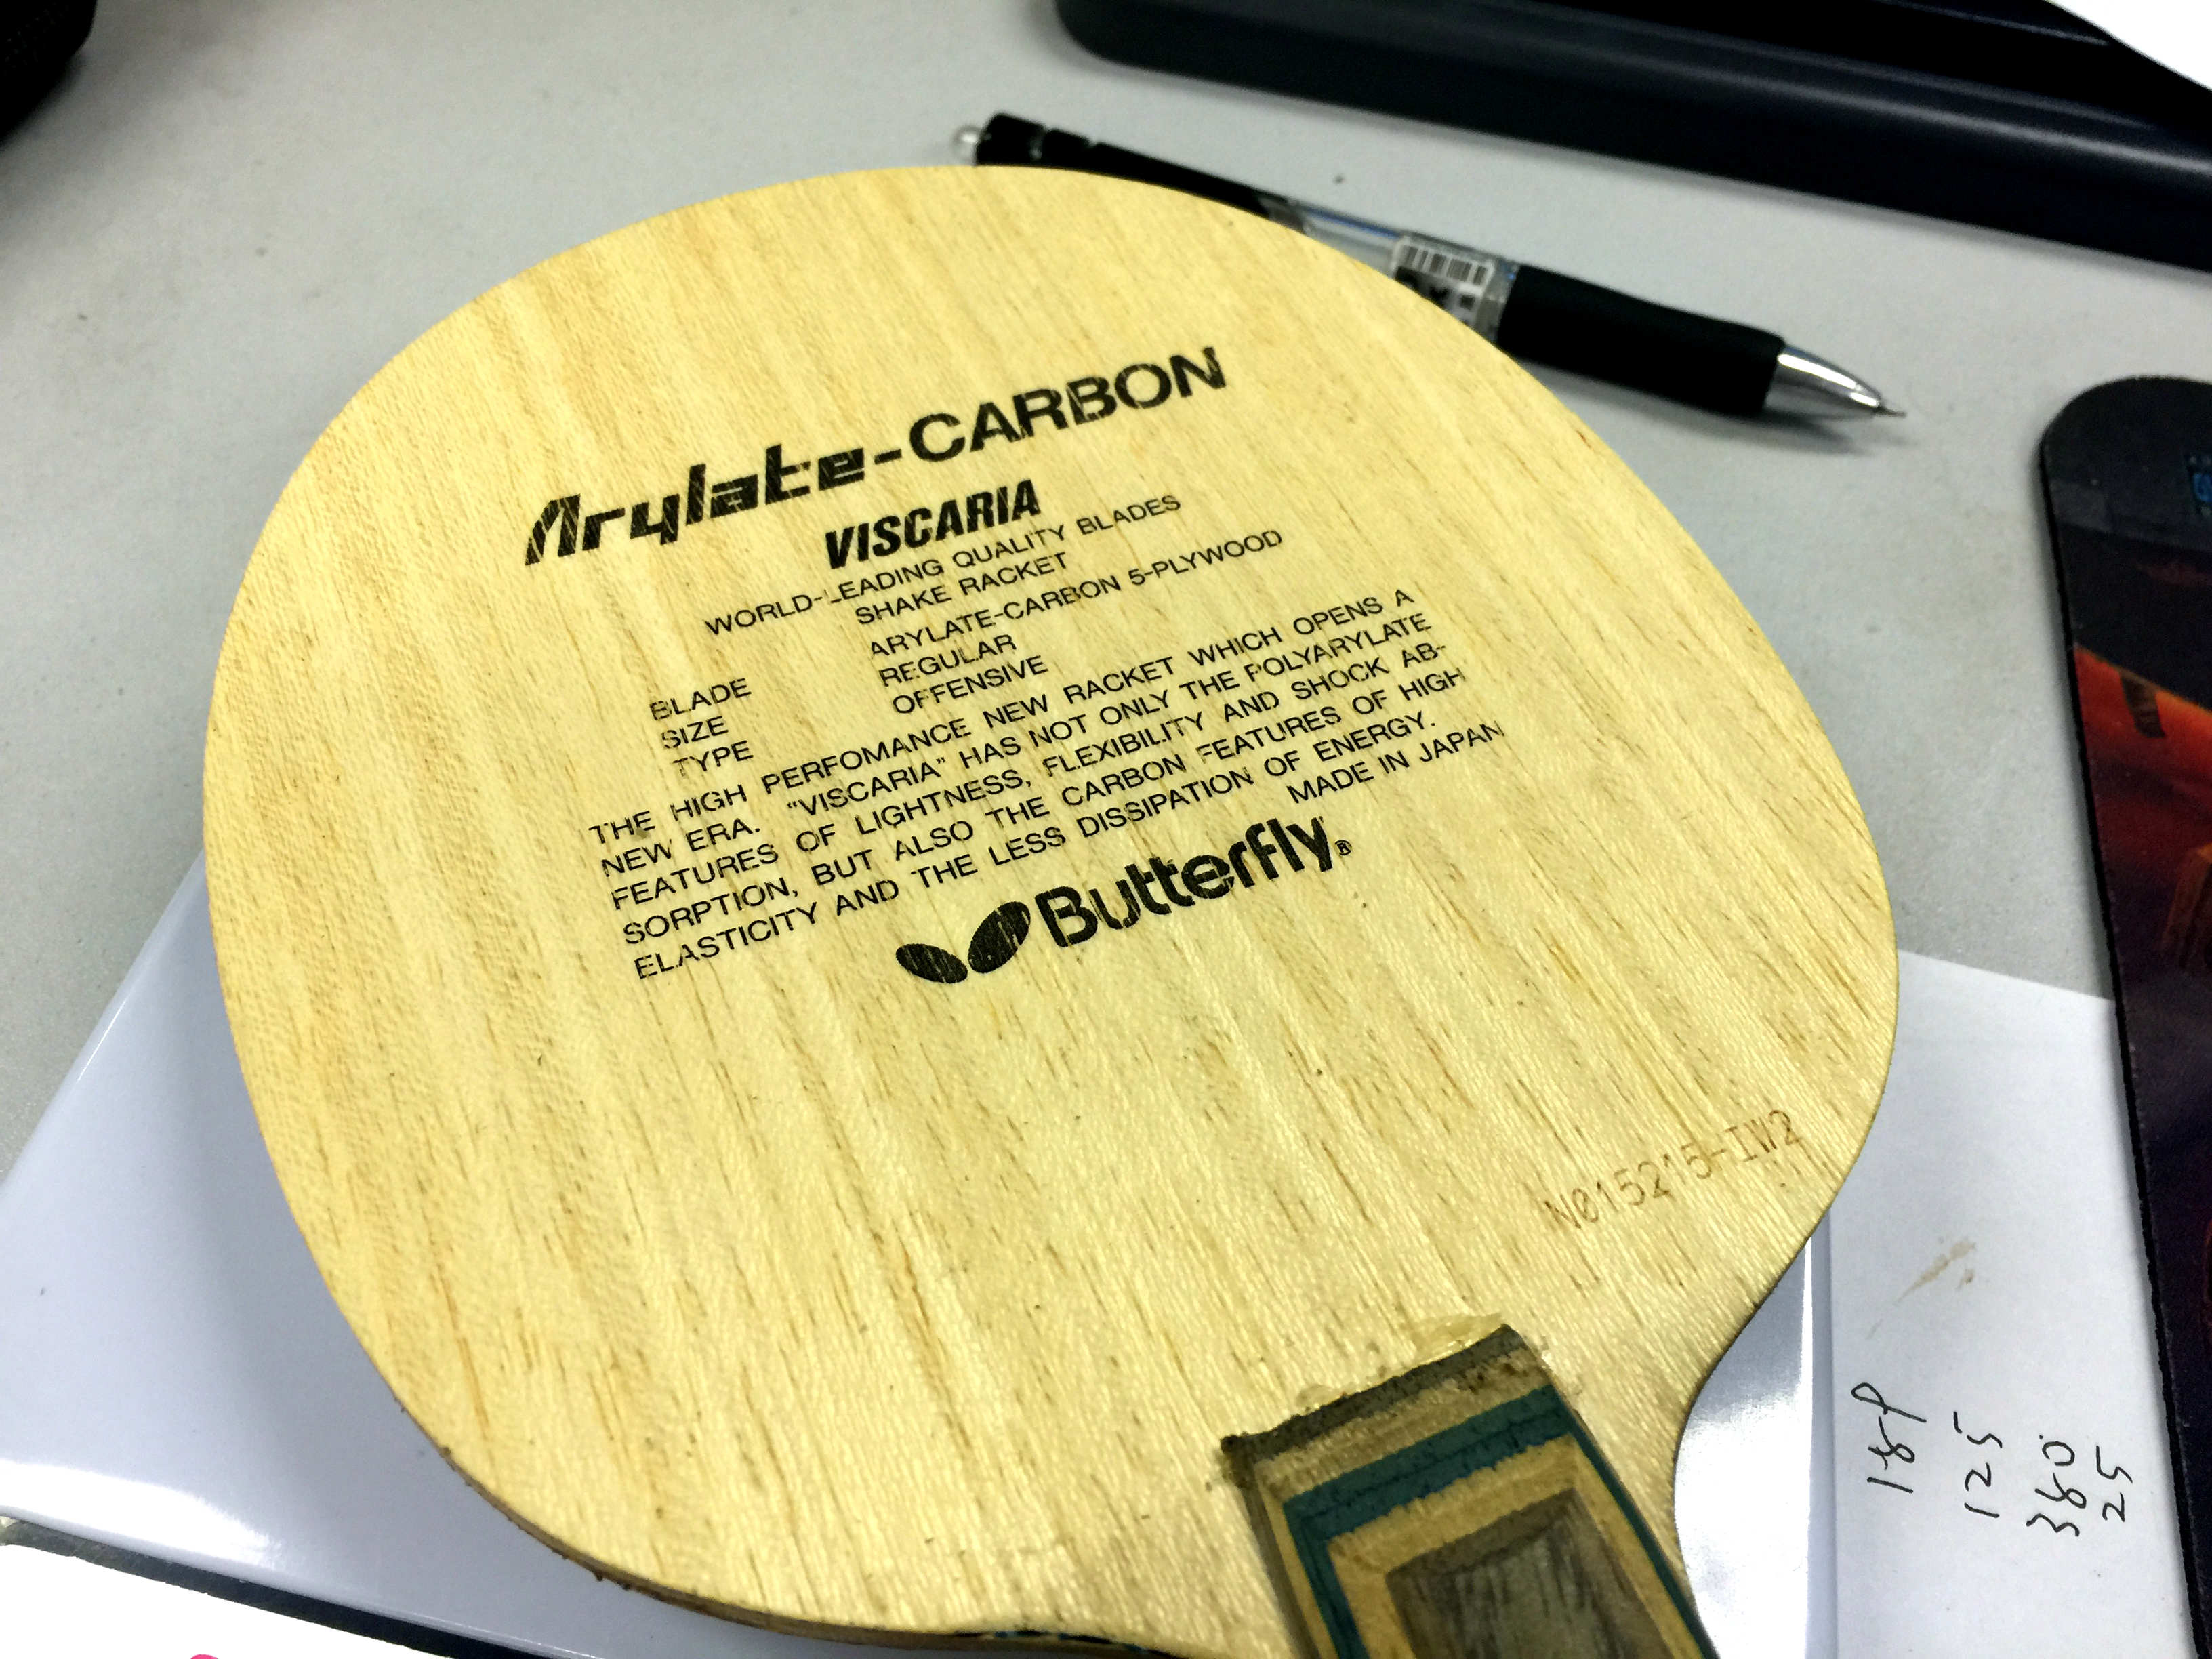 Arylate-CARBON
VISCARIA
WORLD-LEADING QUALITY BLADES
SHAKE RACKET
BLADE ARYLATE-CARBON 5-PLYWOOD
SIZE REGULAR
TYPE OFFENSIVE
THE HIGH PERFOMANCE NEW RACKET WHICH OPENS A
NEW ERA. "VISCARIA" HAS NOT ONLY THE POLYARYLATE
FEATURES OF LIGHTNESS, FLEXIBILITY AND SHOCK AB-
SORPTION, BUT ALSO THE CARBON FEATURES OF HIGH
ELASTICITY AND THE LESS DISSIPATION OF ENERGY.
MADE IN JAPAN
Butterfly®
N015215-IW2
125
380
25